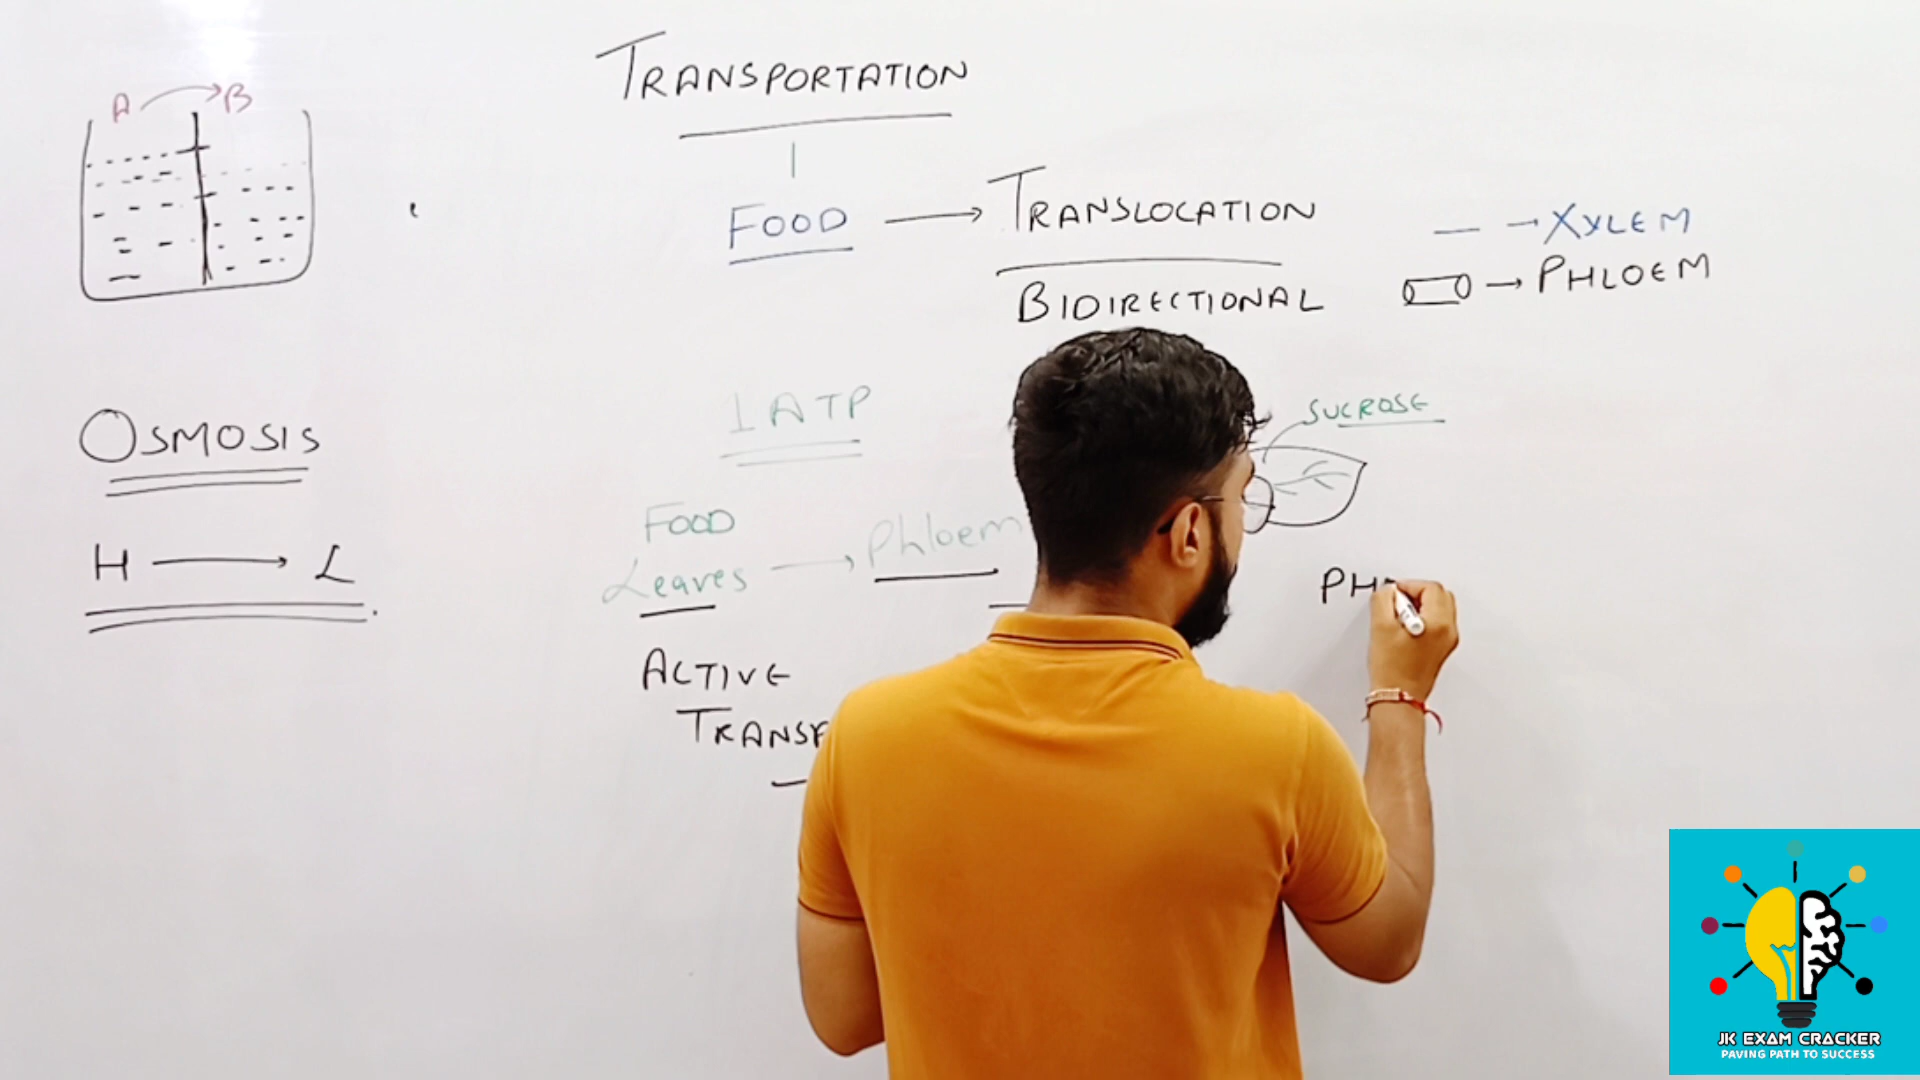 TRANSPORTATION
A B
FOOD → TRANSLOCATION
BIDIRECTIONAL
— → XYLEM
→ PHLOEM
OSMOSIS
H → L
1 ATP
SUCROSE
FOOD
Leaves → Phloem
ACTIVE
TRANSP
PH
JK EXAM CRACKER
PAVING PATH TO SUCCESS